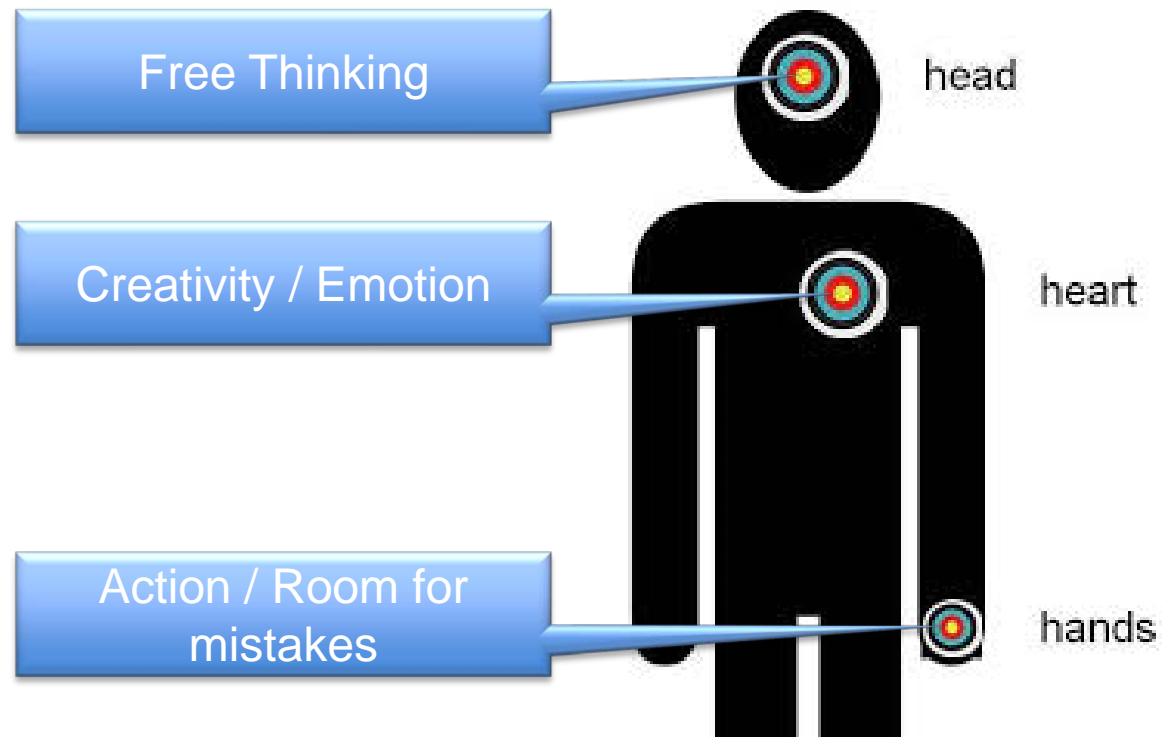 Free Thinking
head
Creativity / Emotion
heart
Action / Room for
mistakes
hands